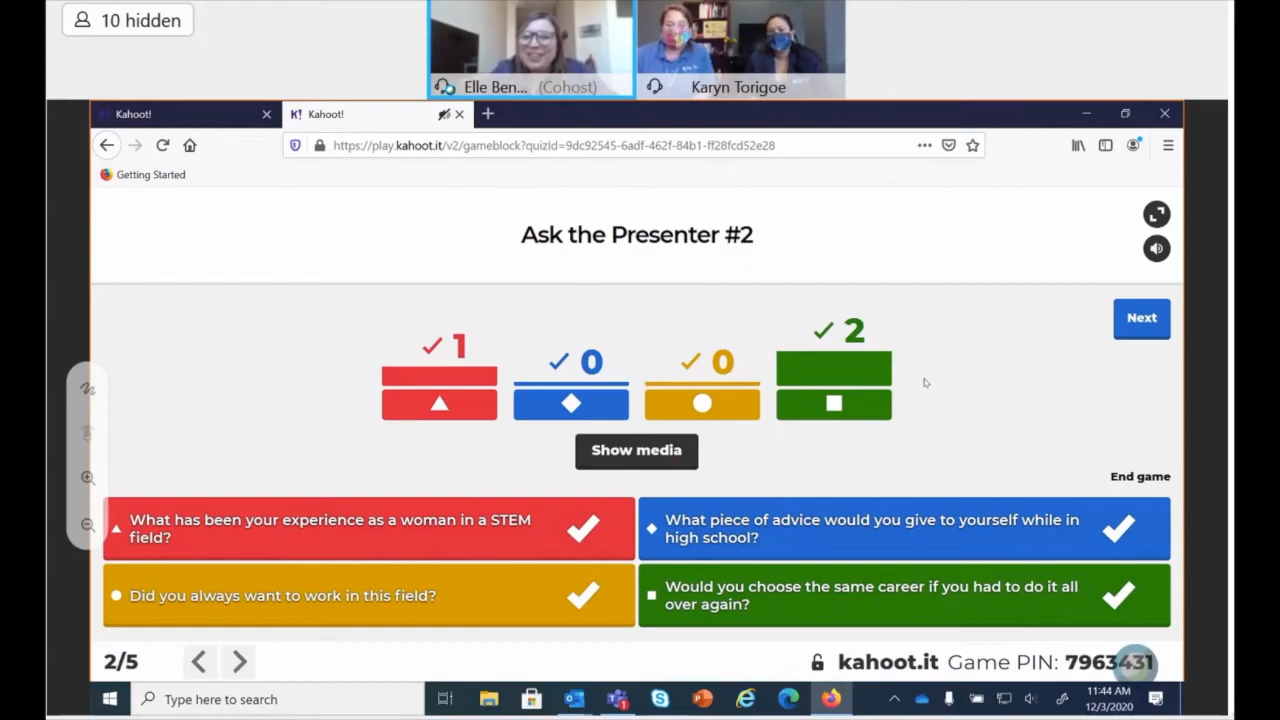 10 hidden
Elle Ben... (Cohost)
Karyn Torigoe
Kahoot!
K! Kahoot!
https://play.kahoot.it/v2/gameblock?quizId=9dc92545-6adf-462f-84b1-ff28fcd52e28
Getting Started
Ask the Presenter #2
Next
1
0
0
2
Show media
End game
What has been your experience as a woman in a STEM
field?
What piece of advice would you give to yourself while in
high school?
Did you always want to work in this field?
Would you choose the same career if you had to do it all
over again?
2/5
kahoot.it Game PIN: 7963431
Type here to search
11:44 AM
12/3/2020